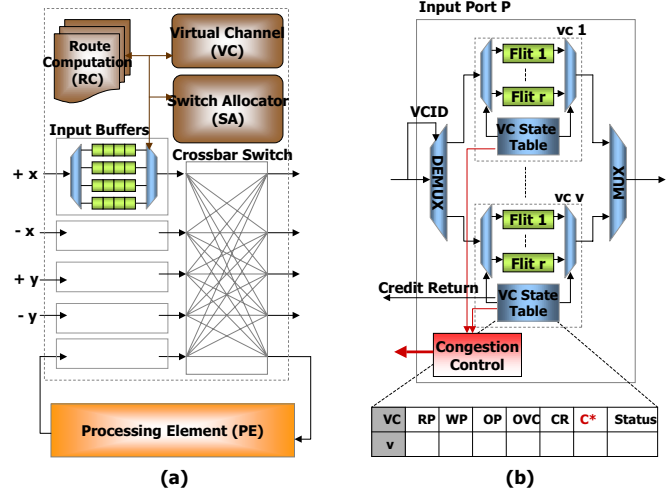 Route
Computation
(RC)
Virtual Channel
(VC)
Switch Allocator
(SA)
Input Buffers
Crossbar Switch
+ x
- x
+ y
- y
Processing Element (PE)
(a)
Input Port P
vc 1
Flit 1
Flit r
VC State
Table
VCID
DEMUX
MUX
vc v
Flit 1
Flit r
VC State
Table
Credit Return
Congestion
Control
VC RP WP OP OVC CR C* Status
v
(b)